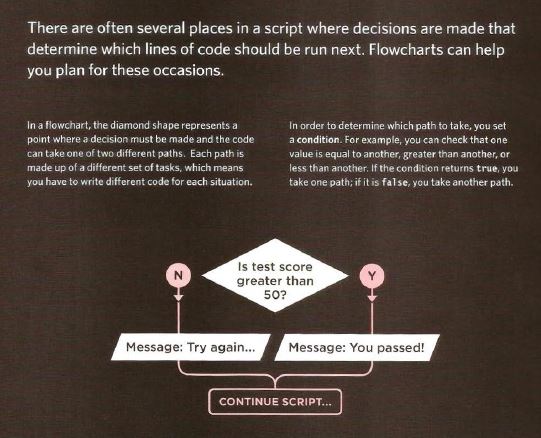 There are often several places in a script where decisions are made that
determine which lines of code should be run next. Flowcharts can help
you plan for these occasions.
In a flowchart, the diamond shape represents a
point where a decision must be made and the code
can take one of two different paths. Each path is
made up of a different set of tasks, which means
you have to write different code for each situation.
In order to determine which path to take, you set
a condition. For example, you can check that one
value is equal to another, greater than another, or
less than another. If the condition returns true, you
take one path; if it is false, you take another path.
N
Is test score
greater than
50?
Y
Message: Try again...
Message: You passed!
CONTINUE SCRIPT...